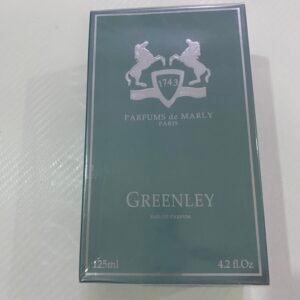 1743
PARFUMS de MARLY
PARIS
GREENLEY
EAU DE PARFUM
125ml 4.2 fl.Oz